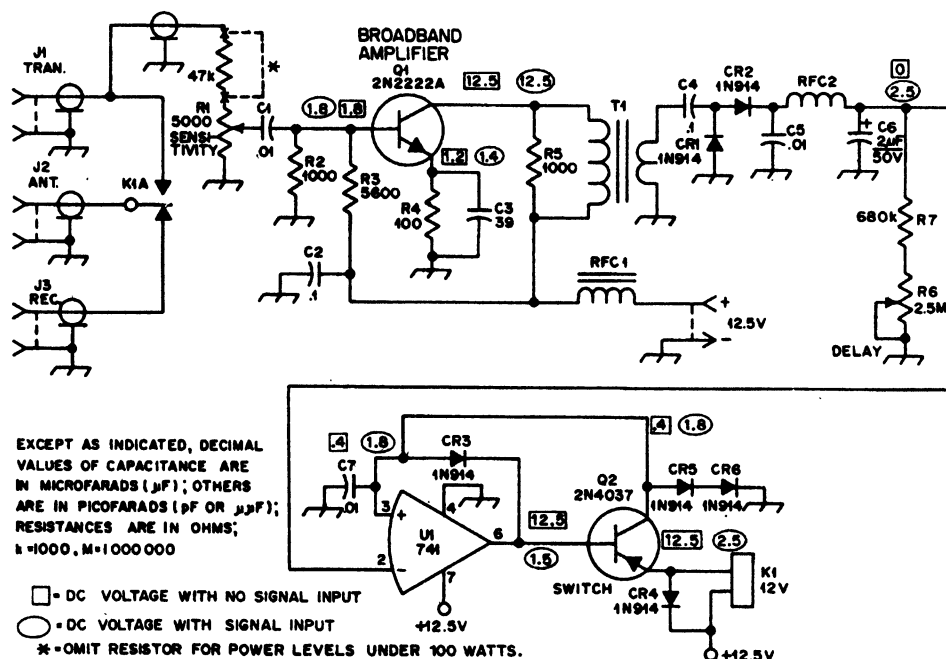 BROADBAND
AMPLIFIER
Q1
2N2222A
J1
TRAN.
47k
*
R1
5000
SENSI
TIVITY
C1
.01
1.8
1.8
12.5
12.5
1.2
1.4
R2
1000
R3
5600
R4
100
C3
39
R5
1000
T1
C4
.1
CR1
1N914
CR2
1N914
C5
.01
RFC2
0
2.5
+
C6
2µF
50V
J2
ANT.
K1A
J3
REC.
C2
.1
RFC 1
+
12.5V
-
680k
R7
R6
2.5M
DELAY
EXCEPT AS INDICATED, DECIMAL
VALUES OF CAPACITANCE ARE
IN MICROFARADS (µF); OTHERS
ARE IN PICOFARADS (pF OR µµF);
RESISTANCES ARE IN OHMS;
k=1000, M=1000000
.4
1.8
C7
.01
CR3
1N914
3
+
4
U1
741
6
2
-
7
+12.5V
12.5
1.5
.4
1.8
Q2
2N4037
CR5
1N914
CR6
1N914
12.5
2.5
SWITCH
CR4
1N914
K1
12V
+12.5V
= DC VOLTAGE WITH NO SIGNAL INPUT
= DC VOLTAGE WITH SIGNAL INPUT
* = OMIT RESISTOR FOR POWER LEVELS UNDER 100 WATTS.